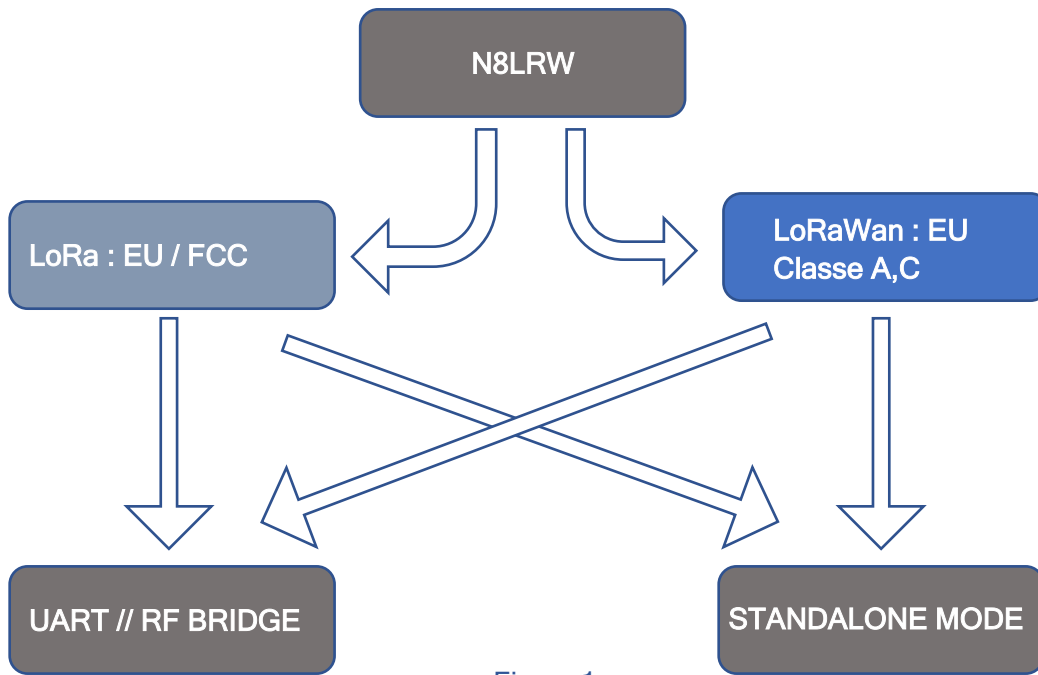 N8LRW
LoRa : EU / FCC
LoRaWan : EU
Classe A,C
UART // RF BRIDGE
STANDALONE MODE